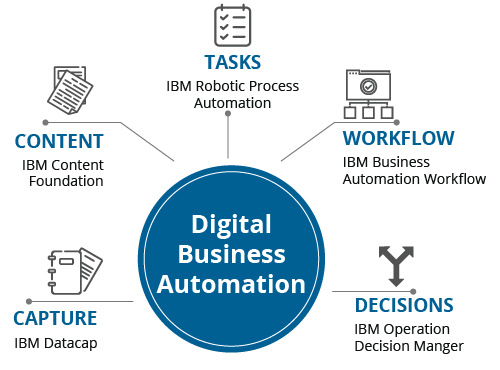 TASKS
IBM Robotic Process
Automation
CONTENT
IBM Content
Foundation
WORKFLOW
IBM Business
Automation Workflow
Digital
Business
Automation
CAPTURE
IBM Datacap
DECISIONS
IBM Operation
Decision Manger